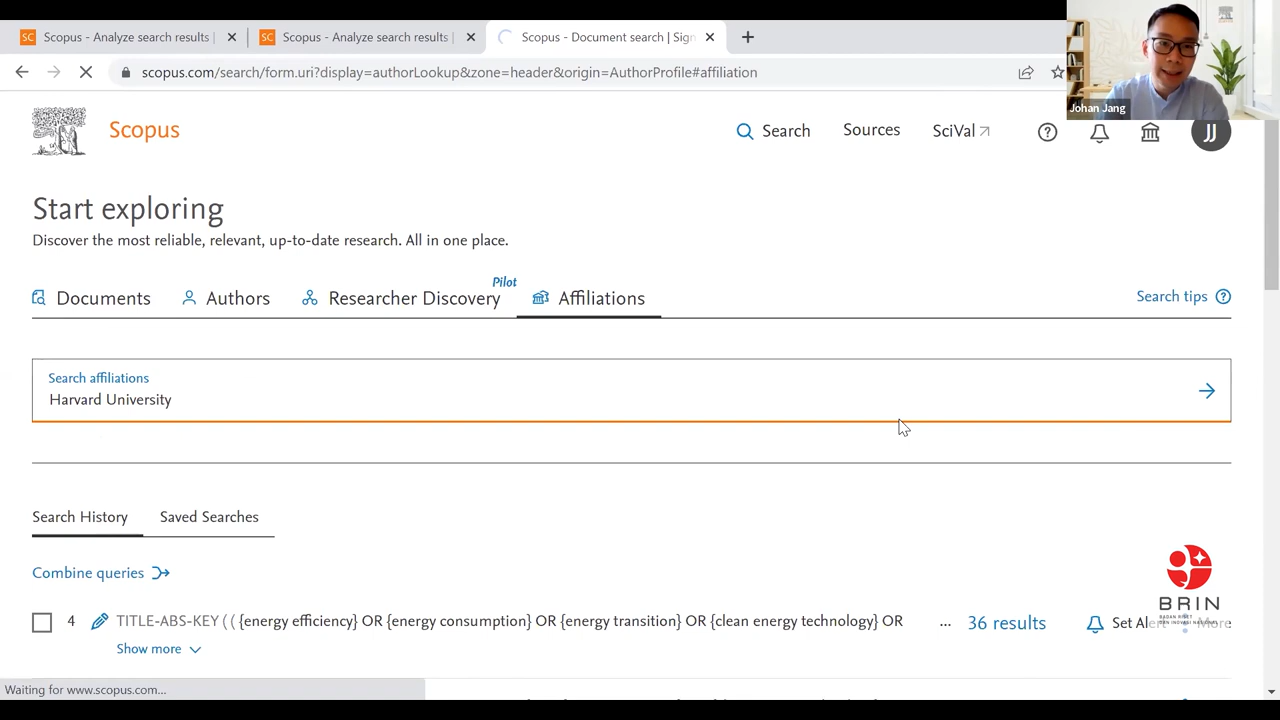 Scopus - Analyze search results |
Scopus - Analyze search results |
Scopus - Document search | Sign
scopus.com/search/form.uri?display=authorLookup&zone=header&origin=AuthorProfile#affiliation
Johan Jang
Scopus
Search
Sources
SciVal
JJ
Start exploring
Discover the most reliable, relevant, up-to-date research. All in one place.
Documents
Authors
Researcher Discovery
Pilot
Affiliations
Search tips
Search affiliations
Harvard University
Search History
Saved Searches
Combine queries
4 TITLE-ABS-KEY ( ( {energy efficiency} OR {energy consumption} OR {energy transition} OR {clean energy technology} OR ... 36 results
Set Alert
More
Show more
BRIN
Waiting for www.scopus.com...